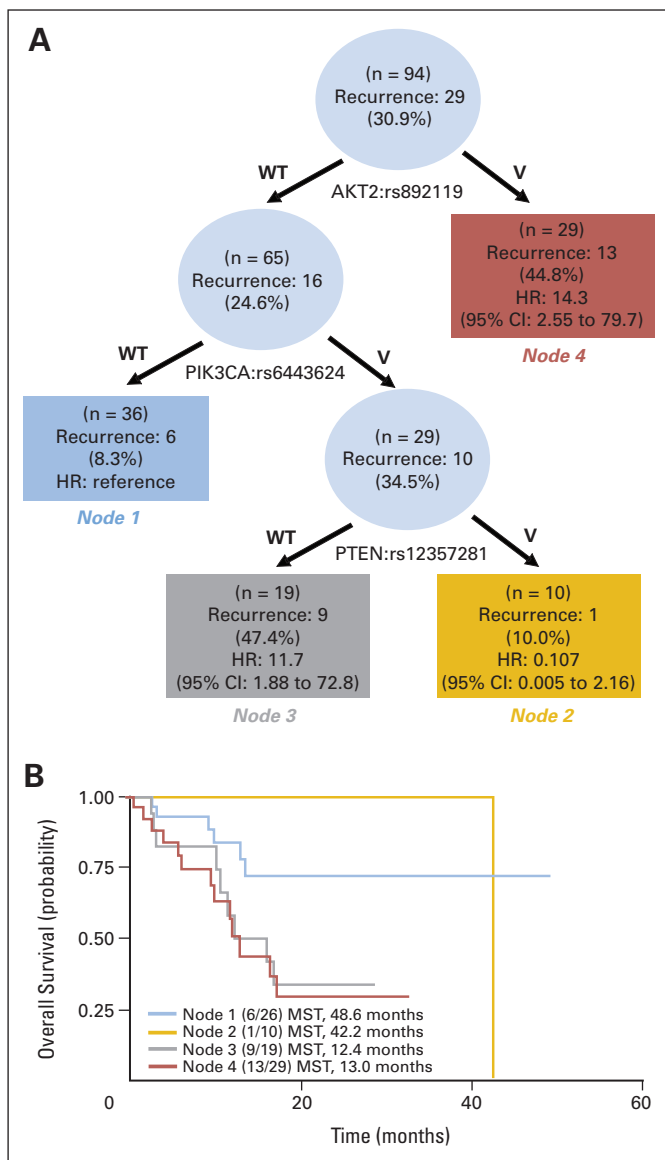 A
(n = 94)
Recurrence: 29
(30.9%)
WT
V
AKT2:rs892119
(n = 65)
Recurrence: 16
(24.6%)
(n = 29)
Recurrence: 13
(44.8%)
HR: 14.3
(95% CI: 2.55 to 79.7)
Node 4
WT
V
PIK3CA:rs6443624
(n = 36)
Recurrence: 6
(8.3%)
HR: reference
Node 1
(n = 29)
Recurrence: 10
(34.5%)
WT
V
PTEN:rs12357281
(n = 19)
Recurrence: 9
(47.4%)
HR: 11.7
(95% CI: 1.88 to 72.8)
Node 3
(n = 10)
Recurrence: 1
(10.0%)
HR: 0.107
(95% CI: 0.005 to 2.16)
Node 2
B
Overall Survival (probability)
1.00
0.75
0.50
0.25
Node 1 (6/26) MST, 48.6 months
Node 2 (1/10) MST, 42.2 months
Node 3 (9/19) MST, 12.4 months
Node 4 (13/29) MST, 13.0 months
0
20
40
60
Time (months)